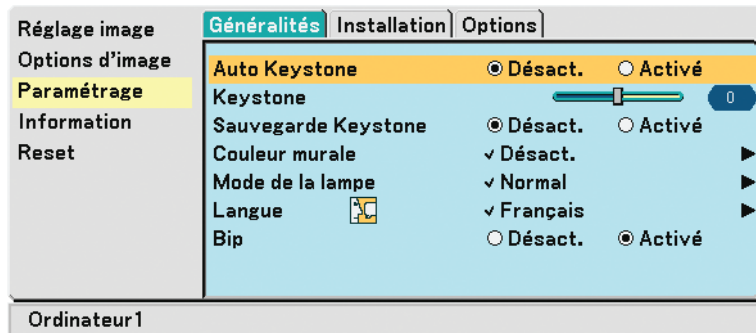 Réglage image
Options d'image
Paramétrage
Information
Reset
Généralités Installation Options
Auto Keystone Désact. Activé
Keystone 0
Sauvegarde Keystone Désact. Activé
Couleur murale Désact.
Mode de la lampe Normal
Langue Français
Bip Désact. Activé
Ordinateur1